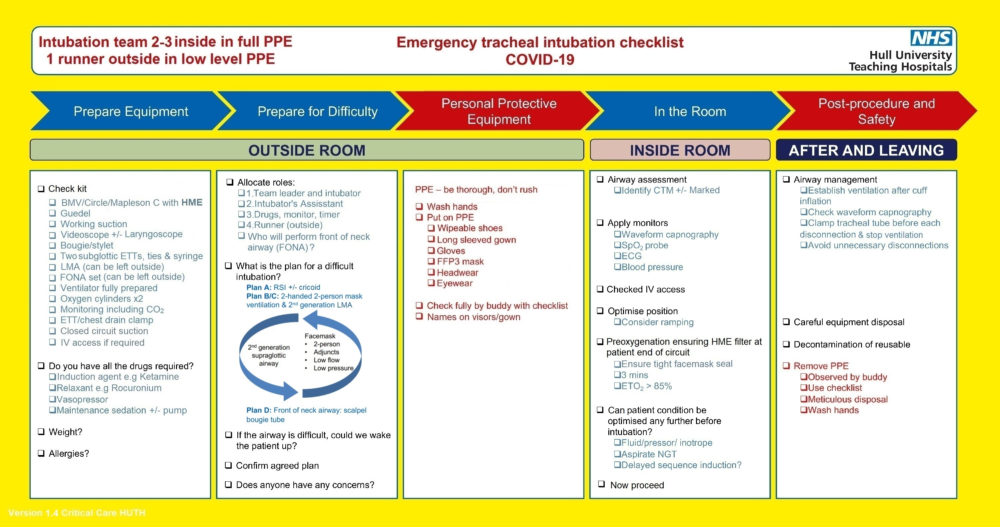 Intubation team 2-3 inside in full PPE
1 runner outside in low level PPE
Emergency tracheal intubation checklist
COVID-19
NHS
Hull University
Teaching Hospitals
Prepare Equipment
Prepare for Difficulty
Personal Protective
Equipment
In the Room
Post-procedure and
Safety
OUTSIDE ROOM
INSIDE ROOM
AFTER AND LEAVING
❑ Check kit
❑ BMV/Circle/Mapleson C with HME
❑ Guedel
❑ Working suction
❑ Videoscope +/- Laryngoscope
❑ Bougie/stylet
❑ Two subglottic ETTs, ties & syringe
❑ LMA (can be left outside)
❑ FONA set (can be left outside)
❑ Ventilator fully prepared
❑ Oxygen cylinders x2
❑ Monitoring including CO₂
❑ ETT/chest drain clamp
❑ Closed circuit suction
❑ IV access if required
❑ Do you have all the drugs required?
❑Induction agent e.g Ketamine
❑Relaxant e.g Rocuronium
❑Vasopressor
❑Maintenance sedation +/- pump
❑ Weight?
❑ Allergies?
❑ Allocate roles:
❑1.Team leader and intubator
❑2.Intubator's Assisstant
❑3.Drugs, monitor, timer
❑4.Runner (outside)
❑ Who will perform front of neck
airway (FONA)?
❑ What is the plan for a difficult
intubation?
Plan A: RSI +/- cricoid
Plan B/C: 2-handed 2-person mask
ventilation & 2nd generation LMA
2nd generation
supraglottic
airway
Facemask
• 2-person
• Adjuncts
• Low flow
• Low pressure
Plan D: Front of neck airway: scalpel
bougie tube
❑ If the airway is difficult, could we wake
the patient up?
❑ Confirm agreed plan
❑ Does anyone have any concerns?
PPE – be thorough, don't rush
❑ Wash hands
❑ Put on PPE
❑ Wipeable shoes
❑ Long sleeved gown
❑ Gloves
❑ FFP3 mask
❑ Headwear
❑ Eyewear
❑ Check fully by buddy with checklist
❑ Names on visors/gown
❑ Airway assessment
❑Identify CTM +/- Marked
❑ Apply monitors
❑Waveform capnography
❑SpO₂ probe
❑ECG
❑Blood pressure
❑ Checked IV access
❑ Optimise position
❑Consider ramping
❑ Preoxygenation ensuring HME filter at
patient end of circuit
❑Ensure tight facemask seal
❑3 mins
❑ETO₂ > 85%
❑ Can patient condition be
optimised any further before
intubation?
❑Fluid/pressor/ inotrope
❑Aspirate NGT
❑Delayed sequence induction?
❑ Now proceed
❑ Airway management
❑Establish ventilation after cuff
inflation
❑Check waveform capnography
❑Clamp tracheal tube before each
disconnection & stop ventilation
❑Avoid unnecessary disconnections
❑ Careful equipment disposal
❑ Decontamination of reusable
❑ Remove PPE
❑Observed by buddy
❑Use checklist
❑Meticulous disposal
❑Wash hands
Version 1.4 Critical Care HUTH